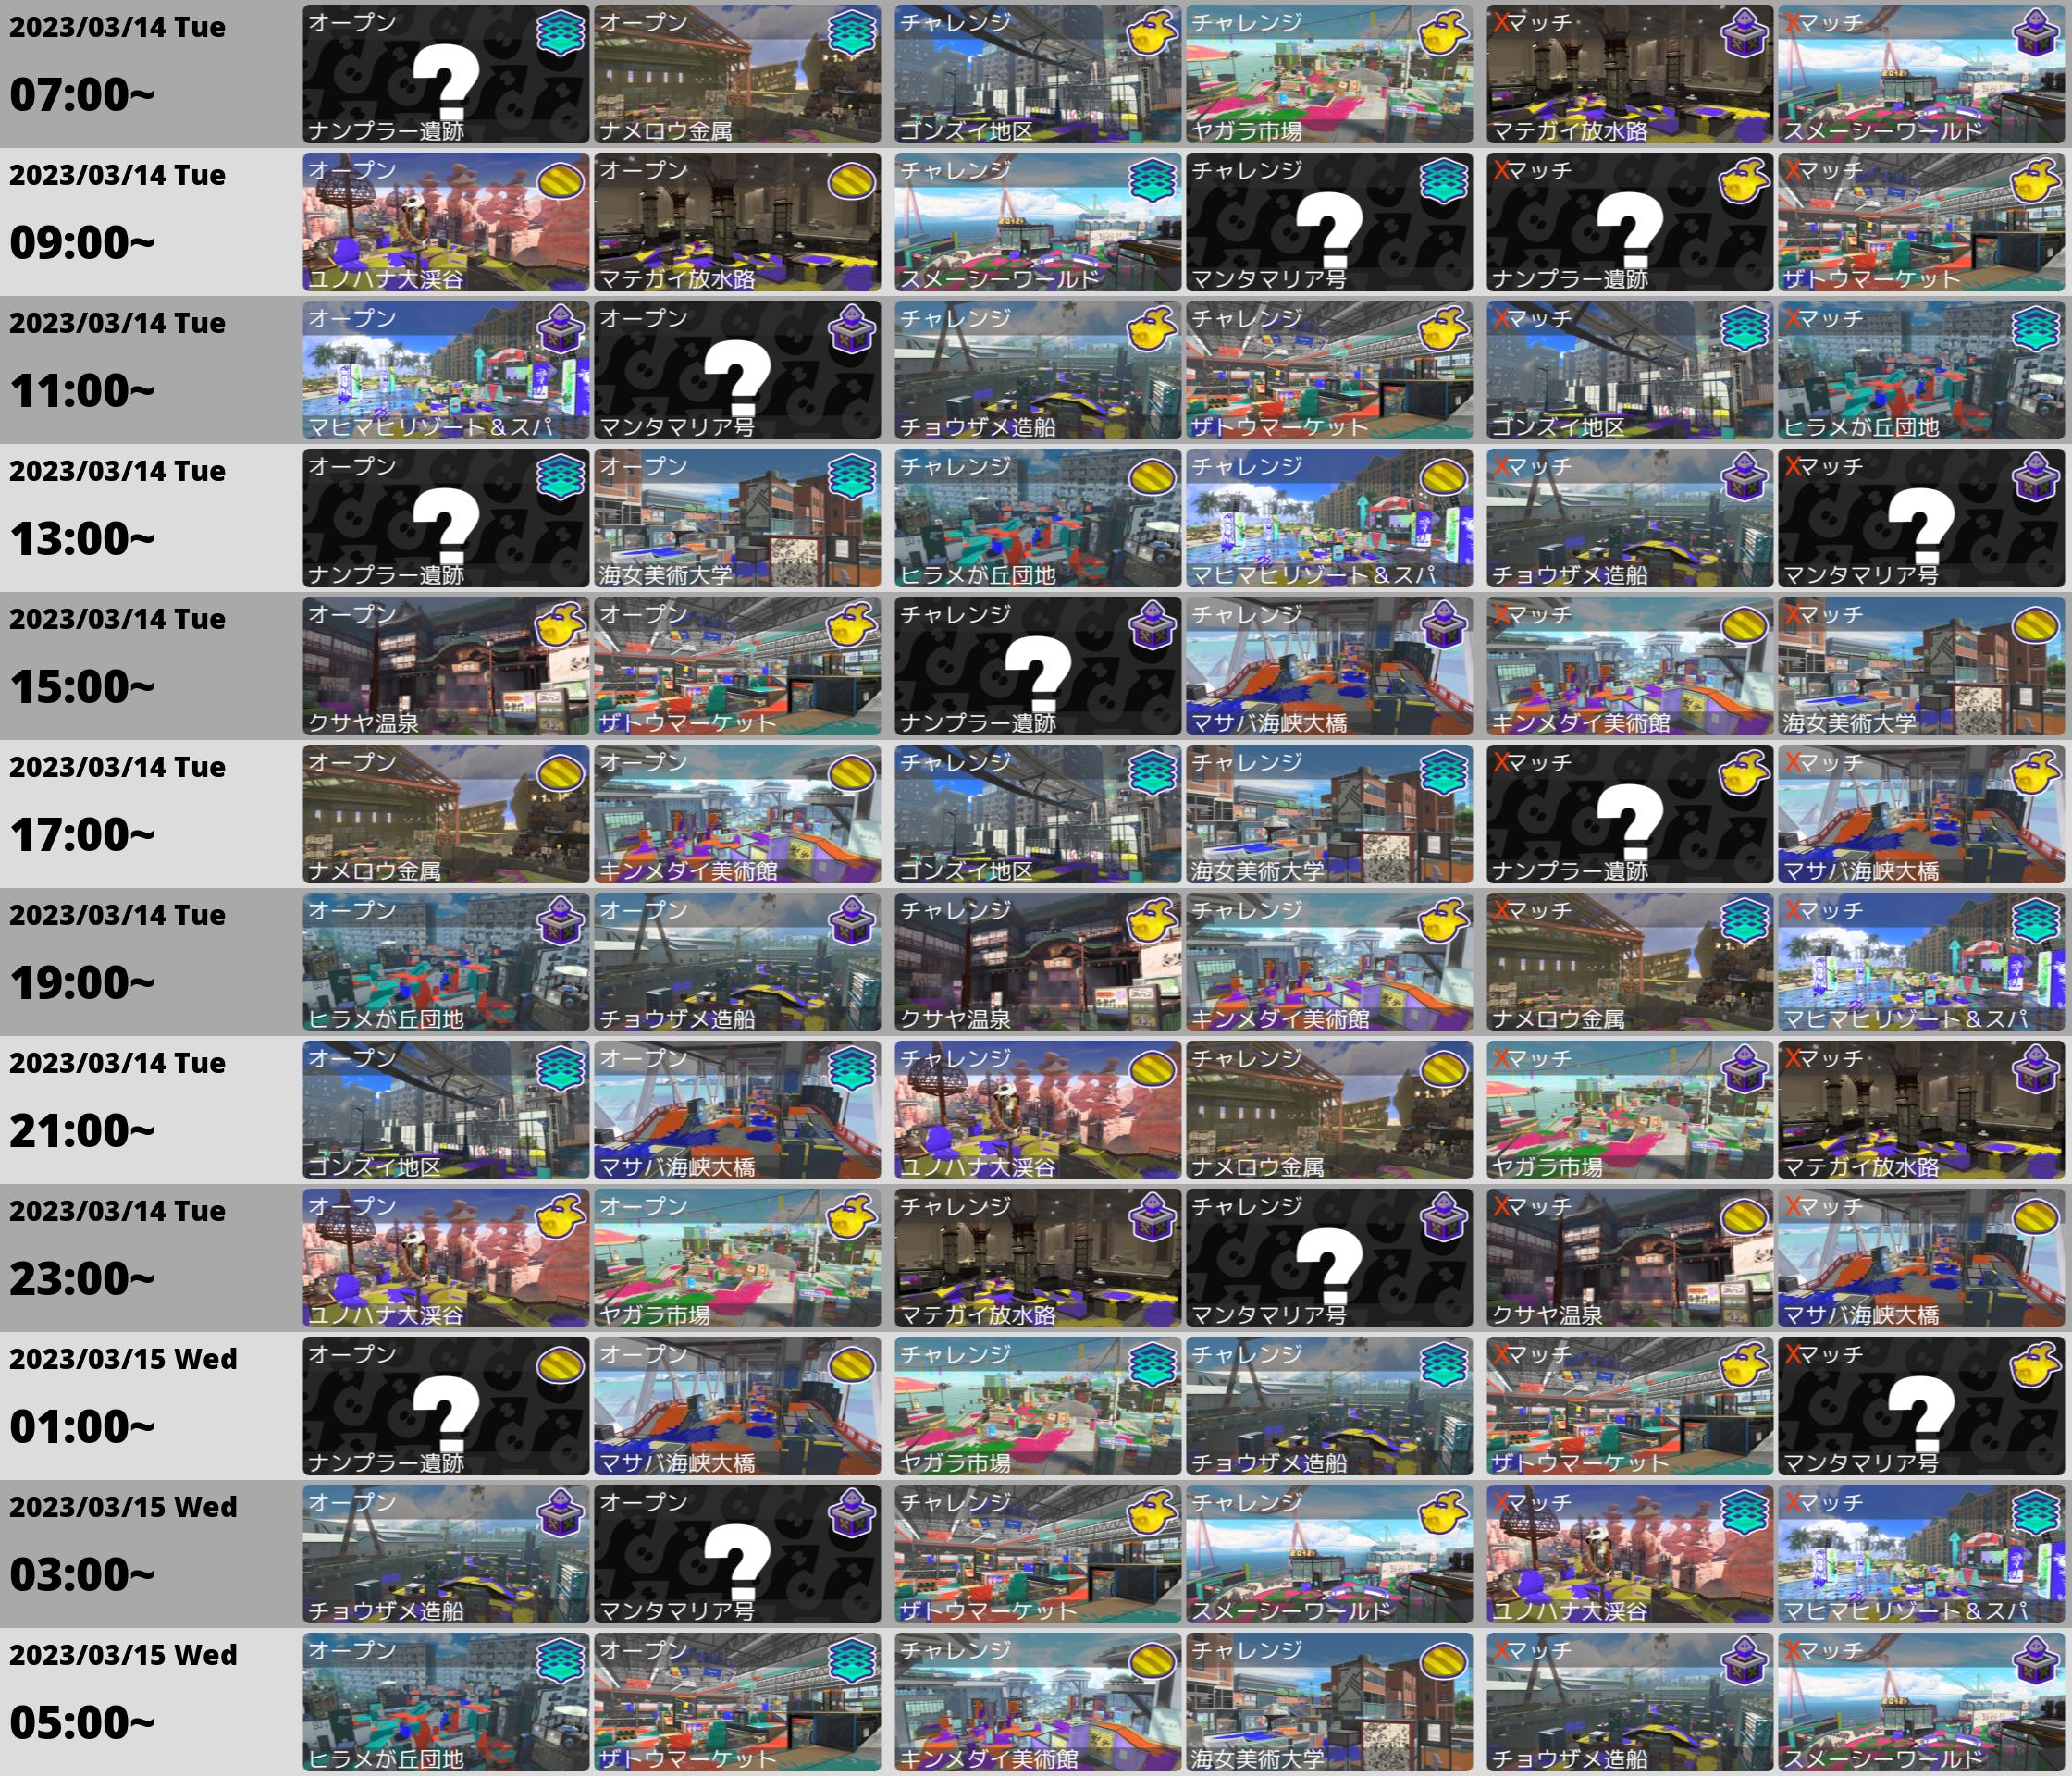 2023/03/14 Tue
07:00~
オープン オープン チャレンジ チャレンジ Xマッチ Xマッチ
ナンプラー遺跡 ナメロウ金属 ゴンズイ地区 ヤガラ市場 マテガイ放水路 スメーシーワールド
2023/03/14 Tue
09:00~
オープン オープン チャレンジ チャレンジ Xマッチ Xマッチ
ユノハナ大渓谷 マテガイ放水路 スメーシーワールド マンタマリア号 ナンプラー遺跡 ザトウマーケット
2023/03/14 Tue
11:00~
オープン オープン チャレンジ チャレンジ Xマッチ Xマッチ
マヒマヒリゾート＆スパ マンタマリア号 チョウザメ造船 ザトウマーケット ゴンズイ地区 ヒラメが丘団地
2023/03/14 Tue
13:00~
オープン オープン チャレンジ チャレンジ Xマッチ Xマッチ
ナンプラー遺跡 海女美術大学 ヒラメが丘団地 マヒマヒリゾート＆スパ チョウザメ造船 マンタマリア号
2023/03/14 Tue
15:00~
オープン オープン チャレンジ チャレンジ Xマッチ Xマッチ
クサヤ温泉 ザトウマーケット ナンプラー遺跡 マサバ海峡大橋 キンメダイ美術館 海女美術大学
2023/03/14 Tue
17:00~
オープン オープン チャレンジ チャレンジ Xマッチ Xマッチ
ナメロウ金属 キンメダイ美術館 ゴンズイ地区 海女美術大学 ナンプラー遺跡 マサバ海峡大橋
2023/03/14 Tue
19:00~
オープン オープン チャレンジ チャレンジ Xマッチ Xマッチ
ヒラメが丘団地 チョウザメ造船 クサヤ温泉 キンメダイ美術館 ナメロウ金属 マヒマヒリゾート＆スパ
2023/03/14 Tue
21:00~
オープン オープン チャレンジ チャレンジ Xマッチ Xマッチ
ゴンズイ地区 マサバ海峡大橋 ユノハナ大渓谷 ナメロウ金属 ヤガラ市場 マテガイ放水路
2023/03/14 Tue
23:00~
オープン オープン チャレンジ チャレンジ Xマッチ Xマッチ
ユノハナ大渓谷 ヤガラ市場 マテガイ放水路 マンタマリア号 クサヤ温泉 マサバ海峡大橋
2023/03/15 Wed
01:00~
オープン オープン チャレンジ チャレンジ Xマッチ Xマッチ
ナンプラー遺跡 マサバ海峡大橋 ヤガラ市場 チョウザメ造船 ザトウマーケット マンタマリア号
2023/03/15 Wed
03:00~
オープン オープン チャレンジ チャレンジ Xマッチ Xマッチ
チョウザメ造船 マンタマリア号 ザトウマーケット スメーシーワールド ユノハナ大渓谷 マヒマヒリゾート＆スパ
2023/03/15 Wed
05:00~
オープン オープン チャレンジ チャレンジ Xマッチ Xマッチ
ヒラメが丘団地 ザトウマーケット キンメダイ美術館 海女美術大学 チョウザメ造船 スメーシーワールド